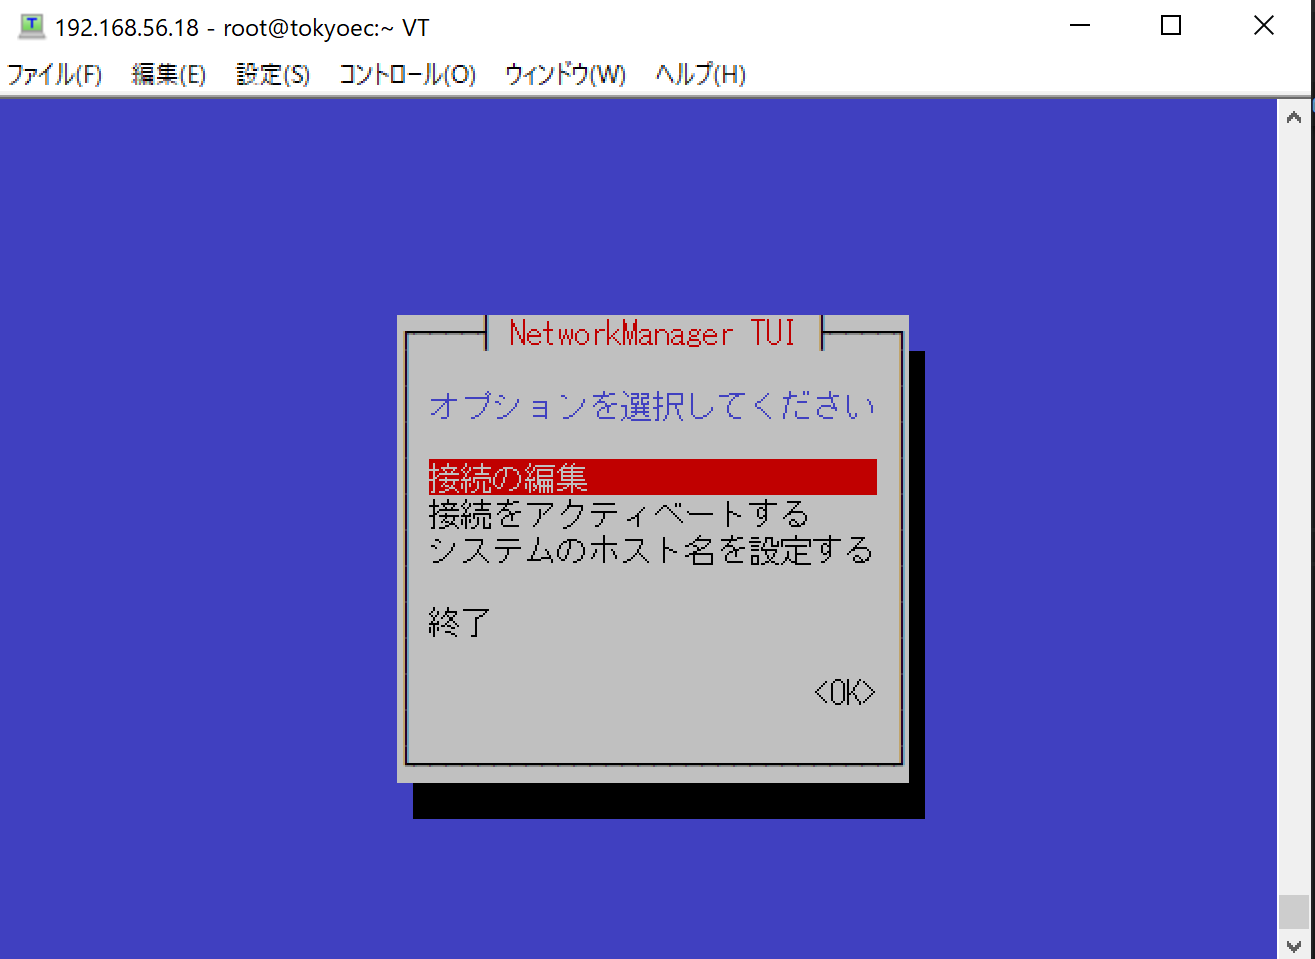 192.168.56.18 - root@tokyoec:~ VT
ファイル(F) 編集(E) 設定(S) コントロール(O) ウィンドウ(W) ヘルプ(H)
NetworkManager TUI
オプションを選択してください
接続の編集
接続をアクティベートする
システムのホスト名を設定する
終了
<OK>